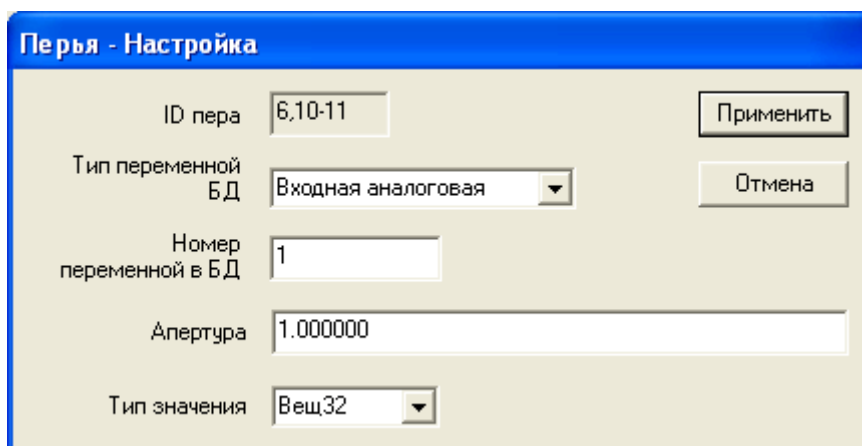 Перья - Настройка
ID пера
6,10-11
Применить
Тип переменной
БД
Входная аналоговая
Отмена
Номер
переменной в БД
1
Апертура
1.000000
Тип значения
Вещ32